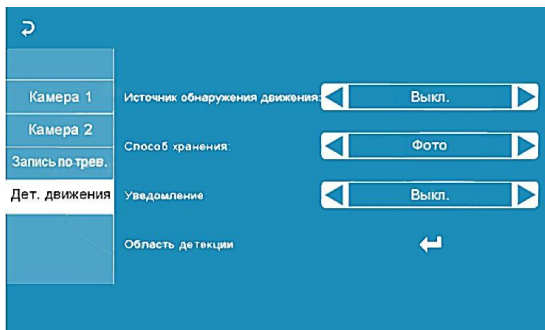 Камера 1
Камера 2
Запись по трев.
Дет. движения
Источник обнаружения движения:
Выкл.
Способ хранения:
Фото
Уведомление
Выкл.
Область детекции